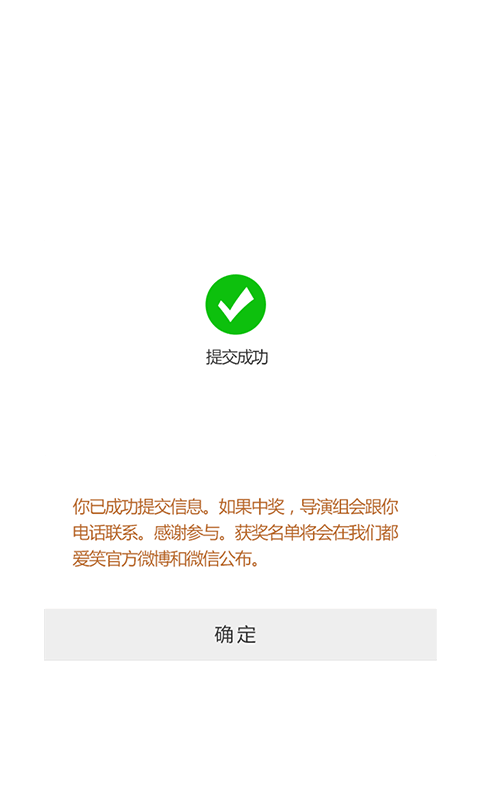 提交成功
你已成功提交信息。如果中奖，导演组会跟你
电话联系。感谢参与。获奖名单将会在我们都
爱笑官方微博和微信公布。
确定